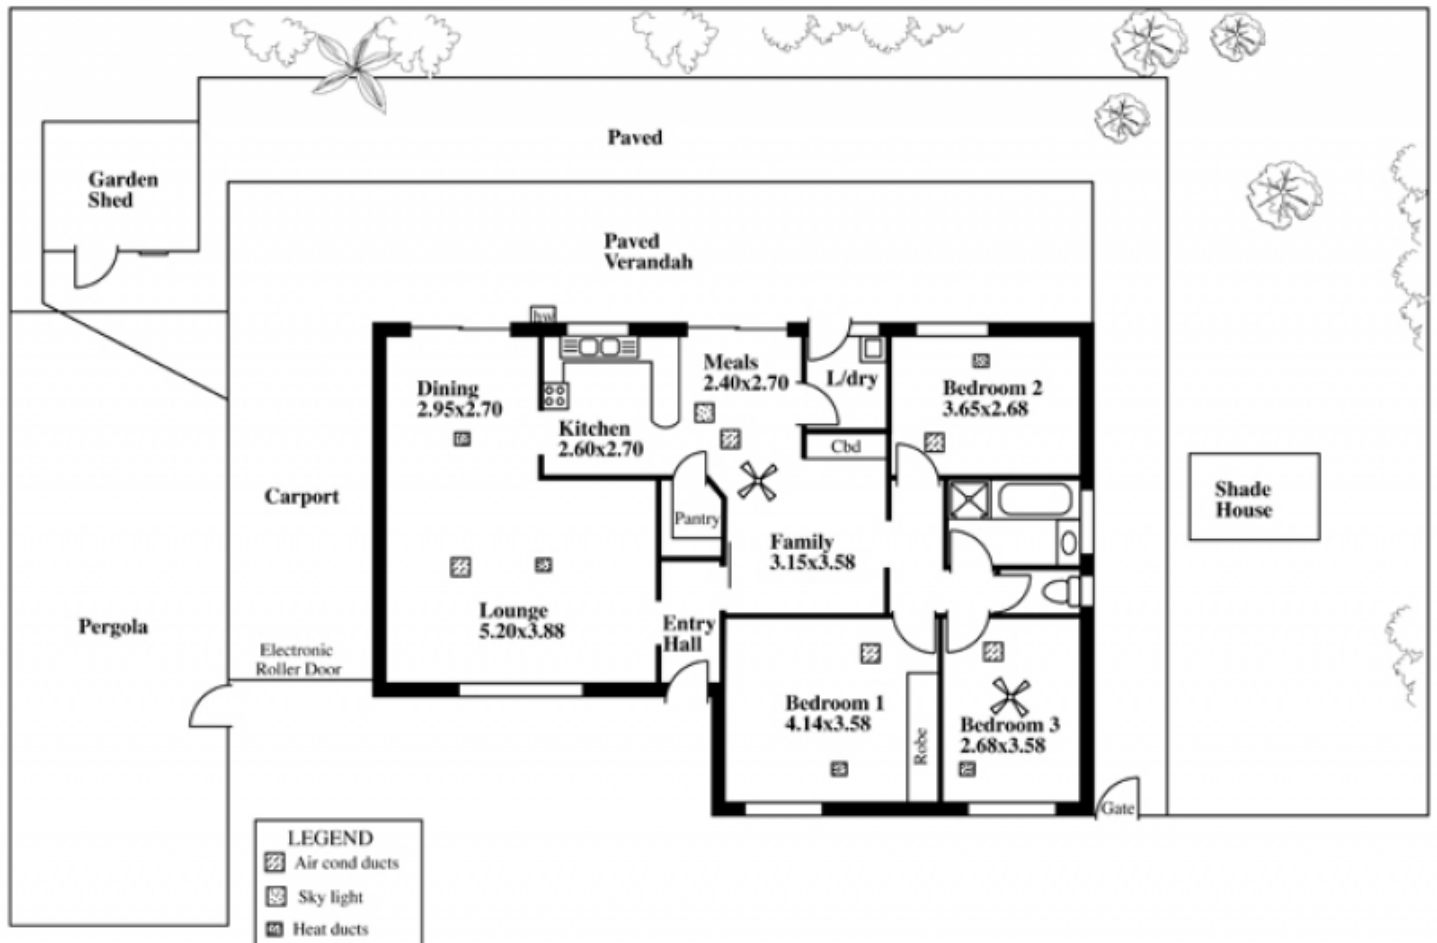 Paved
Garden
Shed
Paved
Verandah
hw
Meals
2.40x2.70
L/dry
Dining
2.95x2.70
Bedroom 2
3.65x2.68
Kitchen
2.60x2.70
Cbd
Carport
Shade
House
Pantry
Family
3.15x3.58
Lounge
5.20x3.88
Entry
Hall
Pergola
Electronic
Roller Door
Bedroom 1
4.14x3.58
Robe
Bedroom 3
2.68x3.58
Gate
LEGEND
Air cond ducts
Sky light
Heat ducts